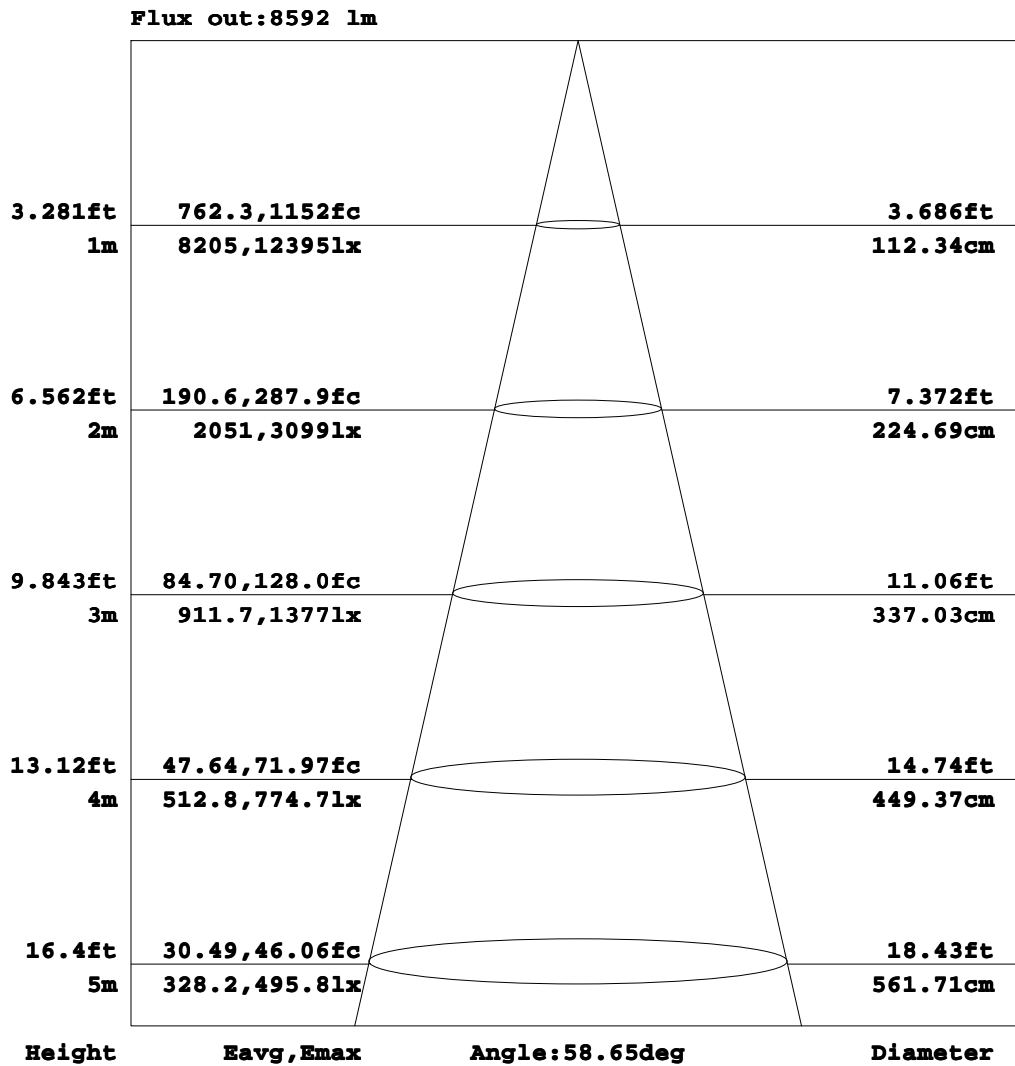 Flux out:8592 lm
3.281ft 762.3,1152fc 3.686ft
1m 8205,12395lx 112.34cm
6.562ft 190.6,287.9fc 7.372ft
2m 2051,3099lx 224.69cm
9.843ft 84.70,128.0fc 11.06ft
3m 911.7,1377lx 337.03cm
13.12ft 47.64,71.97fc 14.74ft
4m 512.8,774.7lx 449.37cm
16.4ft 30.49,46.06fc 18.43ft
5m 328.2,495.8lx 561.71cm
Height Eavg,Emax Angle:58.65deg Diameter